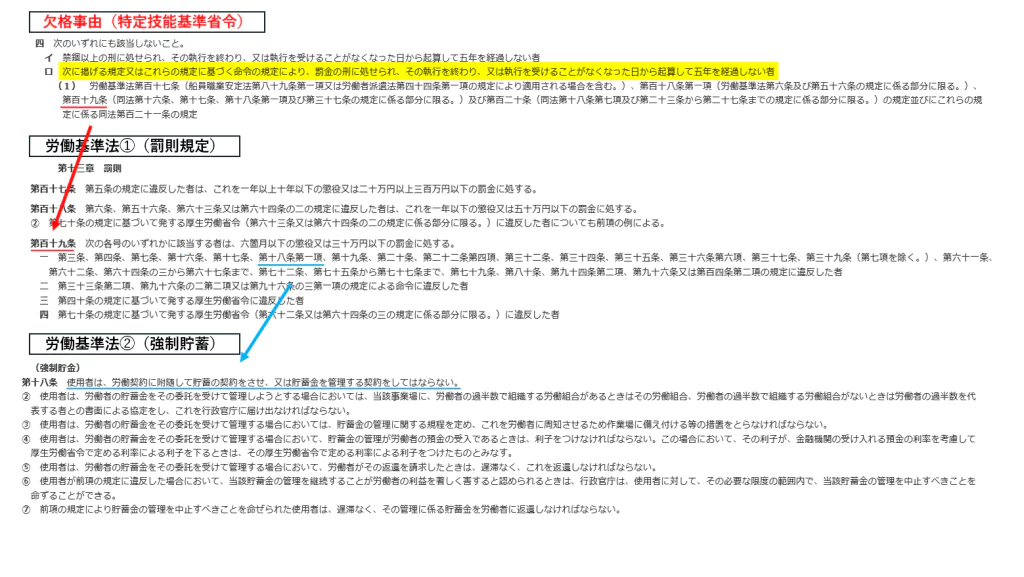 欠格事由（特定技能基準省令）
四　次のいずれにも該当しないこと。
イ　禁錮以上の刑に処せられ、その執行を終わり、又は執行を受けることがなくなった日から起算して五年を経過しない者
ロ　次に掲げる規定又はこれらの規定に基づく命令の規定により、罰金の刑に処せられ、その執行を終わり、又は執行を受けることがなくなった日から起算して五年を経過しない者
（１）　労働基準法第百十七条（船員職業安定法第八十九条第一項又は労働者派遣法第四十四条第一項の規定により適用される場合を含む。）、第百十八条第一項（労働基準法第六条及び第五十六条の規定に係る部分に限る。）、
第百十九条（同法第十六条、第十七条、第十八条第一項及び第三十七条の規定に係る部分に限る。）及び第百二十条（同法第十八条第七項及び第二十三条から第二十七条までの規定に係る部分に限る。）の規定並びにこれらの規
定に係る同法第百二十一条の規定
労働基準法①（罰則規定）
第十三章　罰則
第百十七条　第五条の規定に違反した者は、これを一年以上十年以下の懲役又は二十万円以上三百万円以下の罰金に処する。
第百十八条　第六条、第五十六条、第六十三条又は第六十四条の二の規定に違反した者は、これを一年以下の懲役又は五十万円以下の罰金に処する。
②　第七十条の規定に基づいて発する厚生労働省令（第六十三条又は第六十四条の二の規定に係る部分に限る。）に違反した者についても前項の例による。
第百十九条　次の各号のいずれかに該当する者は、六箇月以下の懲役又は三十万円以下の罰金に処する。
一　第三条、第四条、第七条、第十六条、第十七条、第十八条第一項、第十九条、第二十条、第二十二条第四項、第三十二条、第三十四条、第三十五条、第三十六条第六項、第三十七条、第三十九条（第七項を除く。）、第六十一条、
第六十二条、第六十四条の三から第六十七条まで、第七十二条、第七十五条から第七十七条まで、第七十九条、第八十条、第九十四条第二項、第九十六条又は第百四条第二項の規定に違反した者
二　第三十三条第二項、第九十六条の二第二項又は第九十六条の三第一項の規定による命令に違反した者
三　第四十条の規定に基づいて発する厚生労働省令に違反した者
四　第七十条の規定に基づいて発する厚生労働省令（第六十二条又は第六十四条の三の規定に係る部分に限る。）に違反した者
労働基準法②（強制貯蓄）
（強制貯金）
第十八条　使用者は、労働契約に附随して貯蓄の契約をさせ、又は貯蓄金を管理する契約をしてはならない。
②　使用者は、労働者の貯蓄金をその委託を受けて管理しようとする場合においては、当該事業場に、労働者の過半数で組織する労働組合があるときはその労働組合、労働者の過半数で組織する労働組合がないときは労働者の過半数を代
表する者との書面による協定をし、これを行政官庁に届け出なければならない。
③　使用者は、労働者の貯蓄金をその委託を受けて管理する場合においては、貯蓄金の管理に関する規程を定め、これを労働者に周知させるため作業場に備え付ける等の措置をとらなければならない。
④　使用者は、労働者の貯蓄金をその委託を受けて管理する場合において、貯蓄金の管理が労働者の預金の受入であるときは、利子をつけなければならない。この場合において、その利子が、金融機関の受け入れる預金の利率を考慮して
厚生労働省令で定める利率による利子を下るときは、その厚生労働省令で定める利率による利子をつけたものとみなす。
⑤　使用者は、労働者の貯蓄金をその委託を受けて管理する場合において、労働者がその返還を請求したときは、遅滞なく、これを返還しなければならない。
⑥　使用者が前項の規定に違反した場合において、当該貯蓄金の管理を継続することが労働者の利益を著しく害すると認められるときは、行政官庁は、使用者に対して、その必要な限度の範囲内で、当該貯蓄金の管理を中止すべきことを
命ずることができる。
⑦　前項の規定により貯蓄金の管理を中止すべきことを命ぜられた使用者は、遅滞なく、その管理に係る貯蓄金を労働者に返還しなければならない。